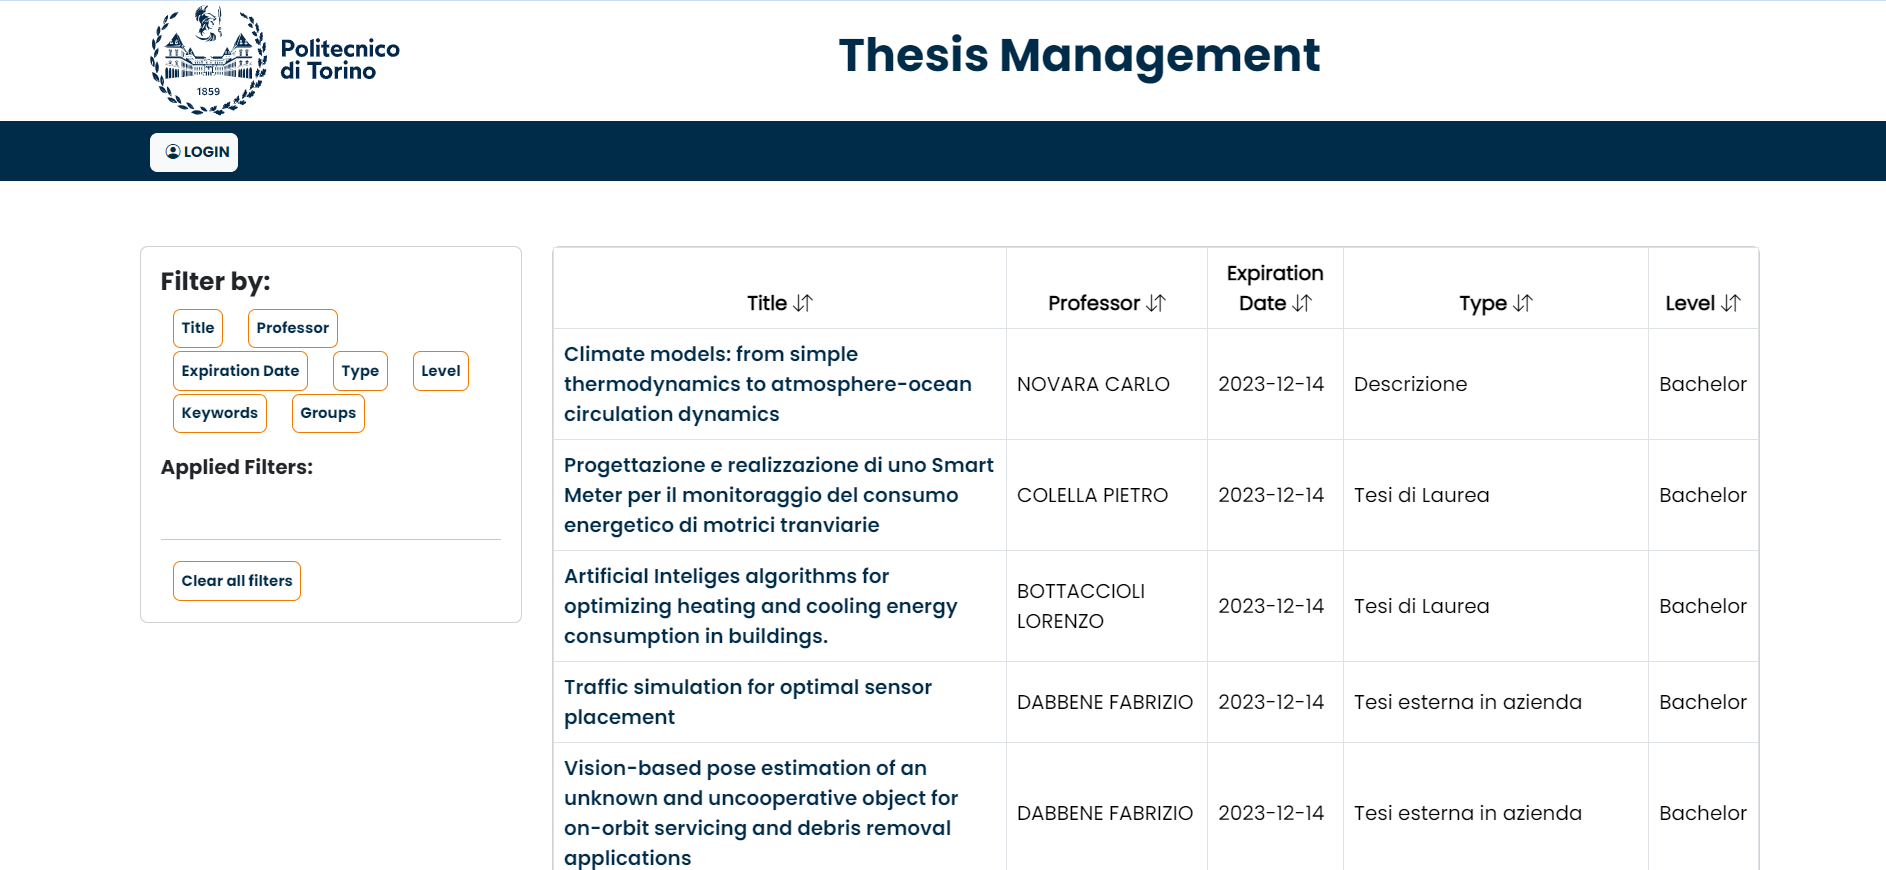 1859
Politecnico
di Torino
Thesis Management
LOGIN
Filter by:
Title Professor
Expiration Date Type Level
Keywords Groups
Applied Filters:
Clear all filters
Title Professor Expiration Date Type Level
Climate models: from simple
thermodynamics to atmosphere-ocean
circulation dynamics
NOVARA CARLO
2023-12-14
Descrizione
Bachelor
Progettazione e realizzazione di uno Smart
Meter per il monitoraggio del consumo
energetico di motrici tranviarie
COLELLA PIETRO
2023-12-14
Tesi di Laurea
Bachelor
Artificial Inteliges algorithms for
optimizing heating and cooling energy
consumption in buildings.
BOTTACCIOLI
LORENZO
2023-12-14
Tesi di Laurea
Bachelor
Traffic simulation for optimal sensor
placement
DABBENE FABRIZIO
2023-12-14
Tesi esterna in azienda
Bachelor
Vision-based pose estimation of an
unknown and uncooperative object for
on-orbit servicing and debris removal
applications
DABBENE FABRIZIO
2023-12-14
Tesi esterna in azienda
Bachelor